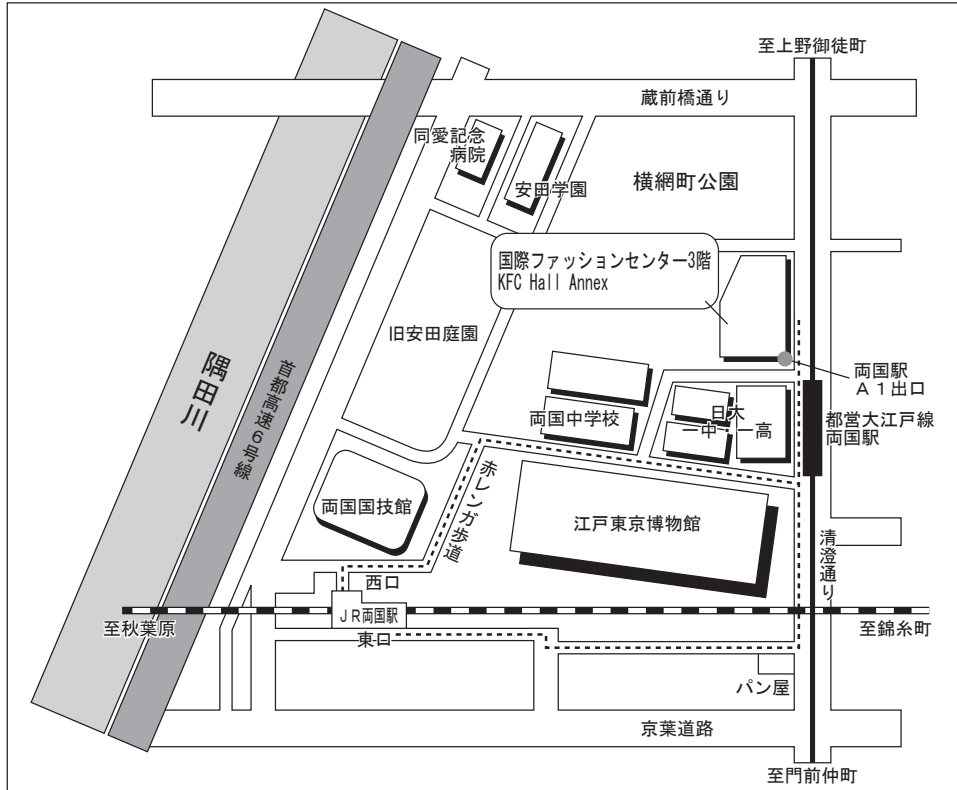 至上野御徒町
蔵前橋通り
同愛記念
病院
安田学園
横網町公園
国際ファッションセンター3階
KFC Hall Annex
旧安田庭園
隅田川
首都高速6号線
両国駅
A1出口
都営大江戸線
両国駅
日大
一中・一高
両国中学校
両国国技館
赤レンガ歩道
江戸東京博物館
清澄通り
西口
JR両国駅
至秋葉原
至錦糸町
東口
パン屋
京葉道路
至門前仲町